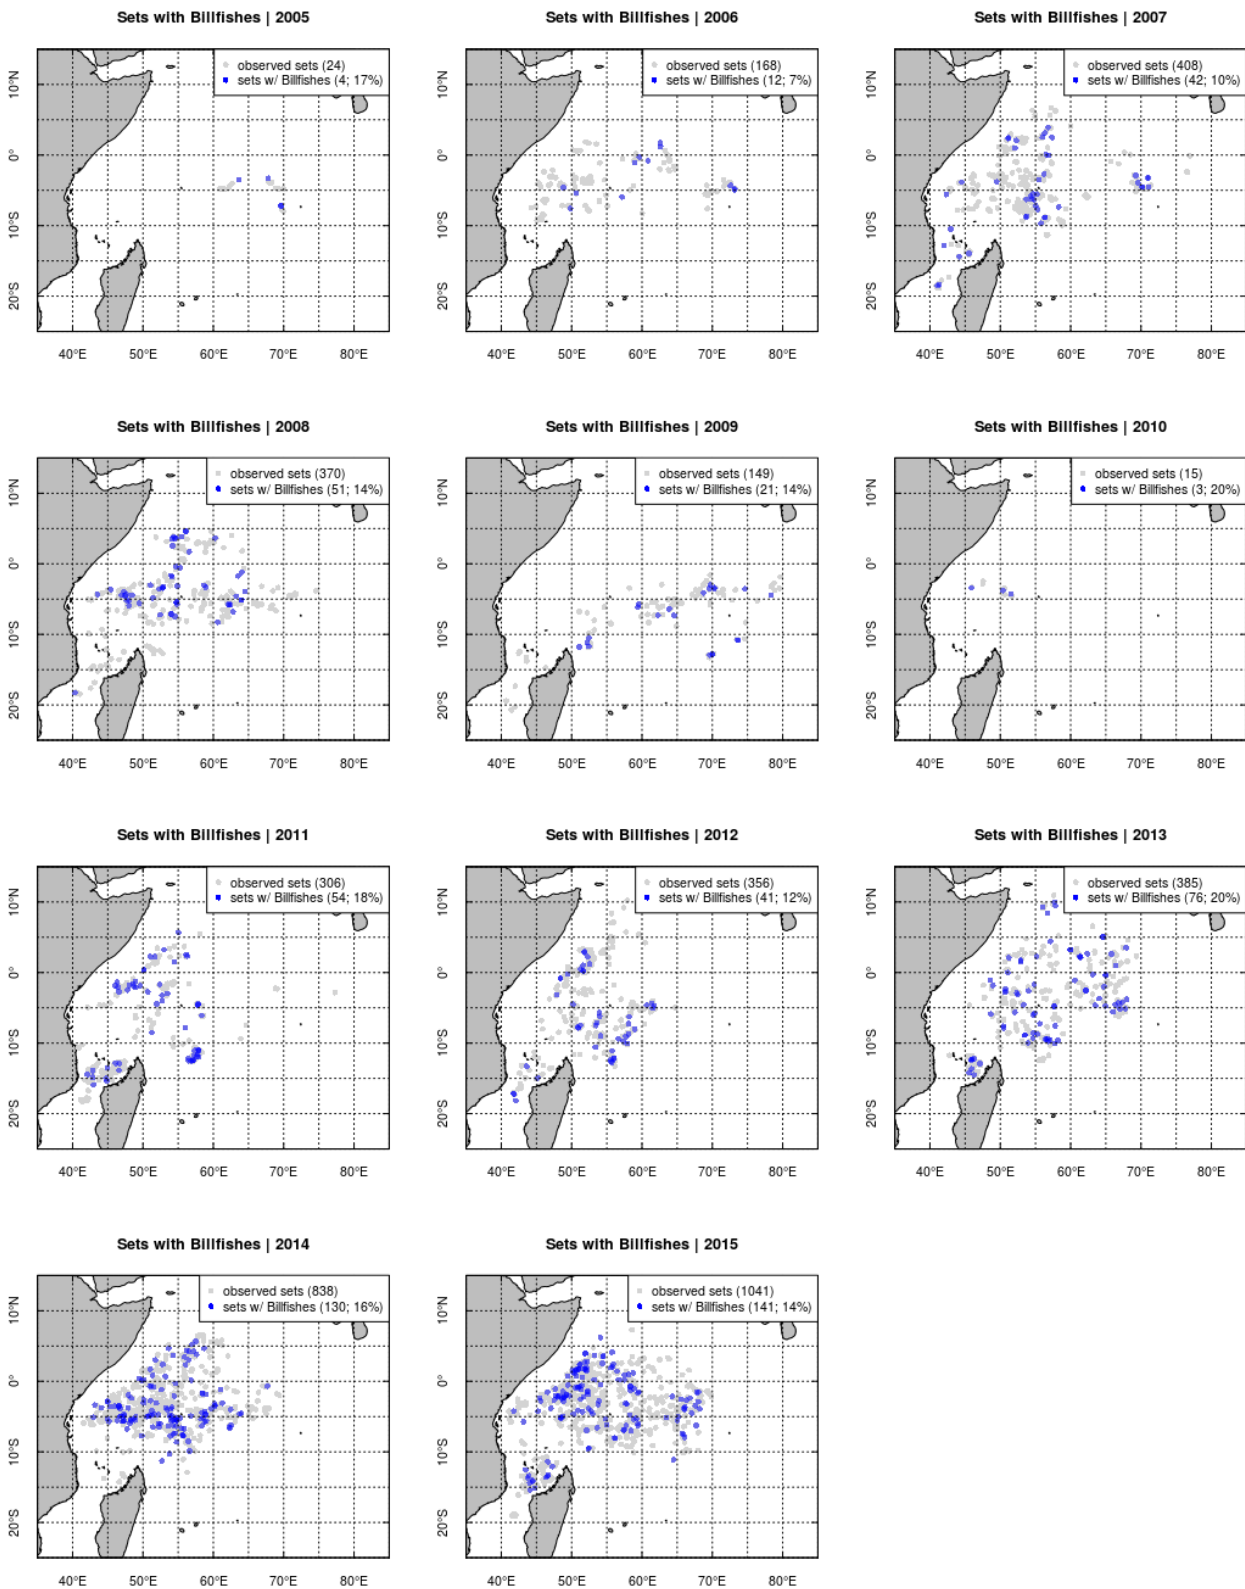 Sets with Billfishes | 2005
observed sets (24)
sets w/ Billfishes (4; 17%)
10°N
0°
10°S
20°S
40°E 50°E 60°E 70°E 80°E
Sets with Billfishes | 2006
observed sets (168)
sets w/ Billfishes (12; 7%)
10°N
0°
10°S
20°S
40°E 50°E 60°E 70°E 80°E
Sets with Billfishes | 2007
observed sets (408)
sets w/ Billfishes (42; 10%)
10°N
0°
10°S
20°S
40°E 50°E 60°E 70°E 80°E
Sets with Billfishes | 2008
observed sets (370)
sets w/ Billfishes (51; 14%)
10°N
0°
10°S
20°S
40°E 50°E 60°E 70°E 80°E
Sets with Billfishes | 2009
observed sets (149)
sets w/ Billfishes (21; 14%)
10°N
0°
10°S
20°S
40°E 50°E 60°E 70°E 80°E
Sets with Billfishes | 2010
observed sets (15)
sets w/ Billfishes (3; 20%)
10°N
0°
10°S
20°S
40°E 50°E 60°E 70°E 80°E
Sets with Billfishes | 2011
observed sets (306)
sets w/ Billfishes (54; 18%)
10°N
0°
10°S
20°S
40°E 50°E 60°E 70°E 80°E
Sets with Billfishes | 2012
observed sets (356)
sets w/ Billfishes (41; 12%)
10°N
0°
10°S
20°S
40°E 50°E 60°E 70°E 80°E
Sets with Billfishes | 2013
observed sets (385)
sets w/ Billfishes (76; 20%)
10°N
0°
10°S
20°S
40°E 50°E 60°E 70°E 80°E
Sets with Billfishes | 2014
observed sets (838)
sets w/ Billfishes (130; 16%)
10°N
0°
10°S
20°S
40°E 50°E 60°E 70°E 80°E
Sets with Billfishes | 2015
observed sets (1041)
sets w/ Billfishes (141; 14%)
10°N
0°
10°S
20°S
40°E 50°E 60°E 70°E 80°E